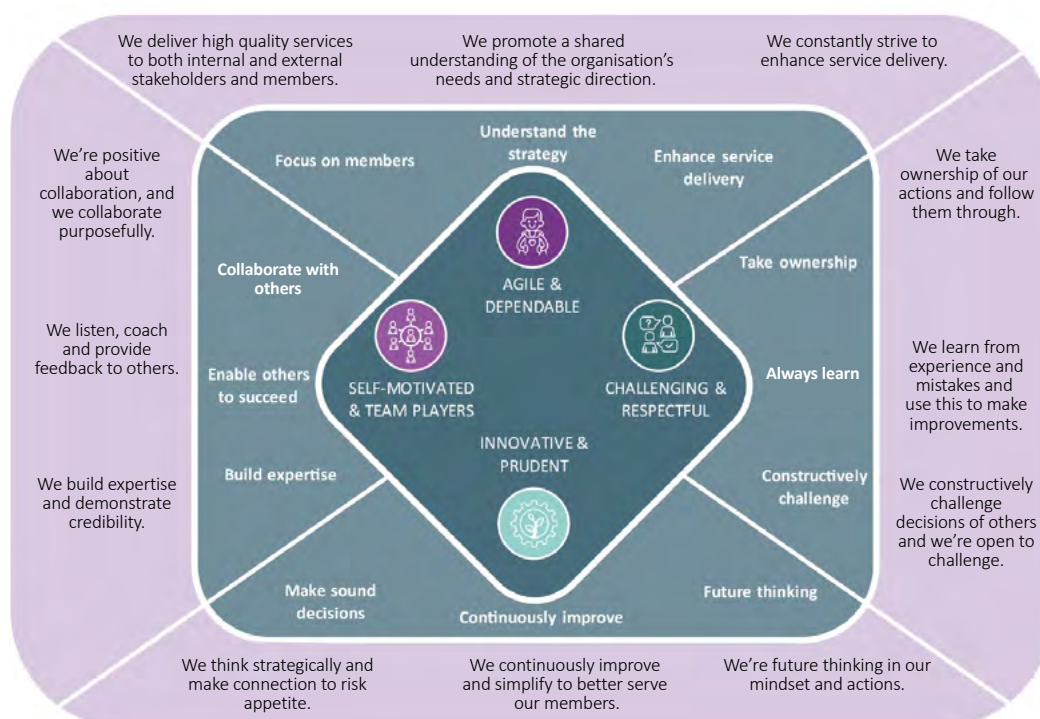 We deliver high quality services
to both internal and external
stakeholders and members.
We promote a shared
understanding of the organisation's
needs and strategic direction.
We constantly strive to
enhance service delivery.
Focus on members
Understand the
strategy
Enhance service
delivery
We're positive
about
collaboration, and
we collaborate
purposefully.
We take
ownership of our
actions and follow
them through.
Collaborate with
others
Take ownership
AGILE &
DEPENDABLE
We listen, coach
and provide
feedback to others.
Enable others
to succeed
SELF-MOTIVATED
& TEAM PLAYERS
CHALLENGING &
RESPECTFUL
Always learn
We learn from
experience and
mistakes and
use this to make
improvements.
INNOVATIVE &
PRUDENT
We build expertise
and demonstrate
credibility.
Build expertise
Constructively
challenge
We constructively
challenge
decisions of others
and we're open to
challenge.
Make sound
decisions
Continuously improve
Future thinking
We think strategically and
make connection to risk
appetite.
We continuously improve
and simplify to better serve
our members.
We're future thinking in our
mindset and actions.